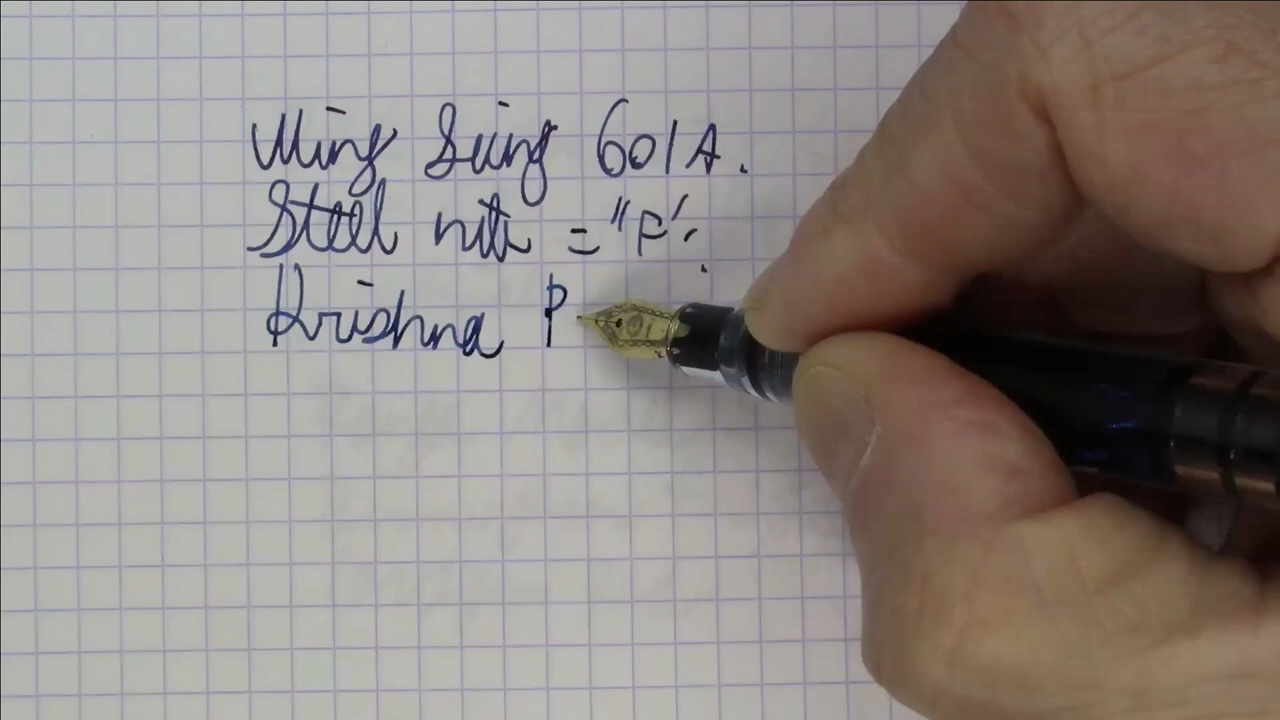 Wing Sung 601A.
Steel nib = "F".
Krishna P